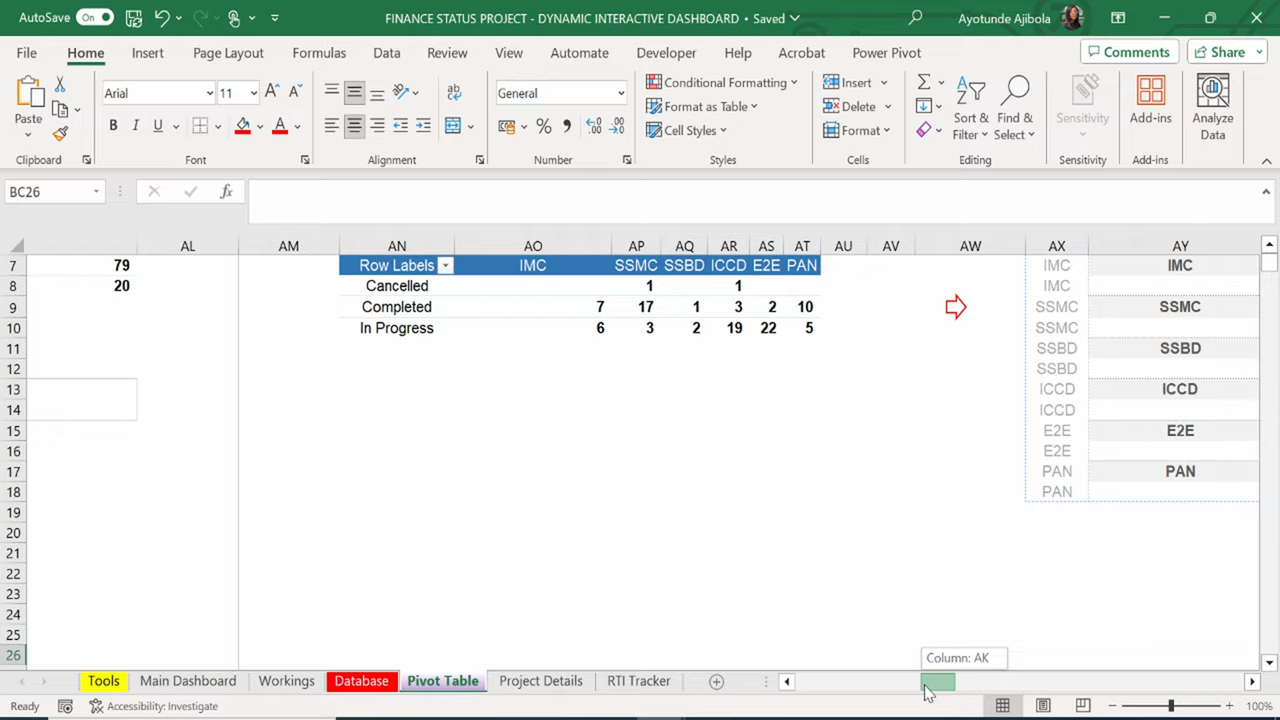 AutoSave On FINANCE STATUS PROJECT - DYNAMIC INTERACTIVE DASHBOARD • Saved Ayotunde Ajibola
File Home Insert Page Layout Formulas Data Review View Automate Developer Help Acrobat Power Pivot Comments Share
Paste Arial 11 General Conditional Formatting Insert Sort & Filter Find & Select Sensitivity Add-ins Analyze Data
B I U Format as Table Delete
Cell Styles Format
Clipboard Font Alignment Number Styles Cells Editing Sensitivity Add-ins
BC26 fx
AL AM AN AO AP AQ AR AS AT AU AV AW AX AY
7 79 Row Labels IMC SSMC SSBD ICCD E2E PAN IMC IMC
8 20 Cancelled 1 1 IMC
9 Completed 7 17 1 3 2 10 SSMC SSMC
10 In Progress 6 3 2 19 22 5 SSMC
11 SSBD SSBD
12 SSBD
13 ICCD ICCD
14 ICCD
15 E2E E2E
16 E2E
17 PAN PAN
18 PAN
19
20
21
22
23
24
25
26 Column: AK
Tools Main Dashboard Workings Database Pivot Table Project Details RTI Tracker
Ready Accessibility: Investigate 100%